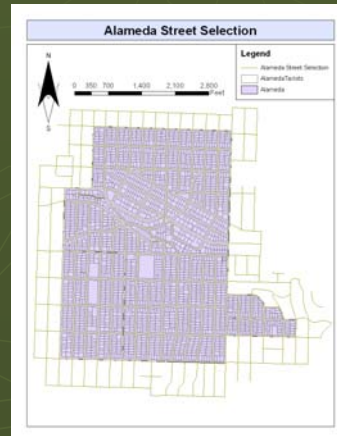 Alameda Street Selection
N
S
0 350 700 1,400 2,100 2,800
Feet
Legend
Alameda Street Selection
AlamedaTaxlots
Alameda